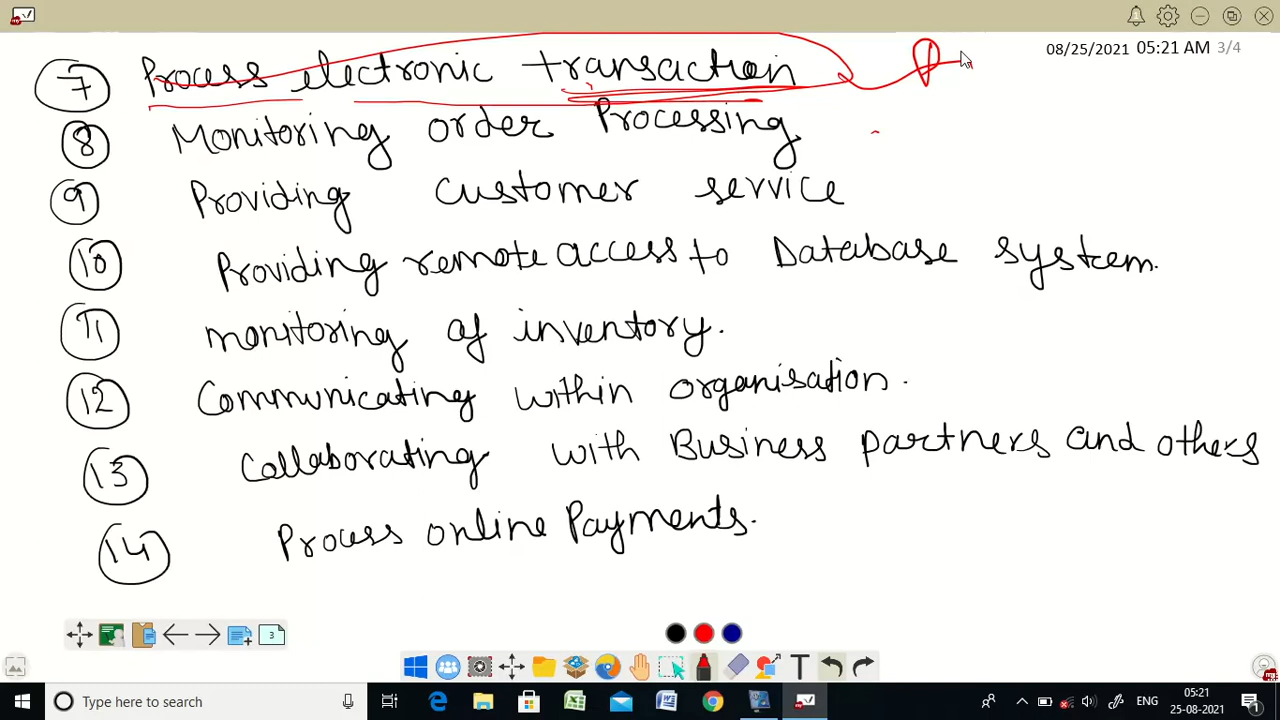 08/25/2021 05:21 AM 3/4
7 Process electronic transaction
8 Monitoring order Processing
9 Providing customer service
10 Providing remote access to Database system.
11 monitoring of inventory.
12 Communicating within organisation.
13 Collaborating with Business partners and others
14 Process online Payments.
3
T
Type here to search
ENG
05:21
25-08-2021
1